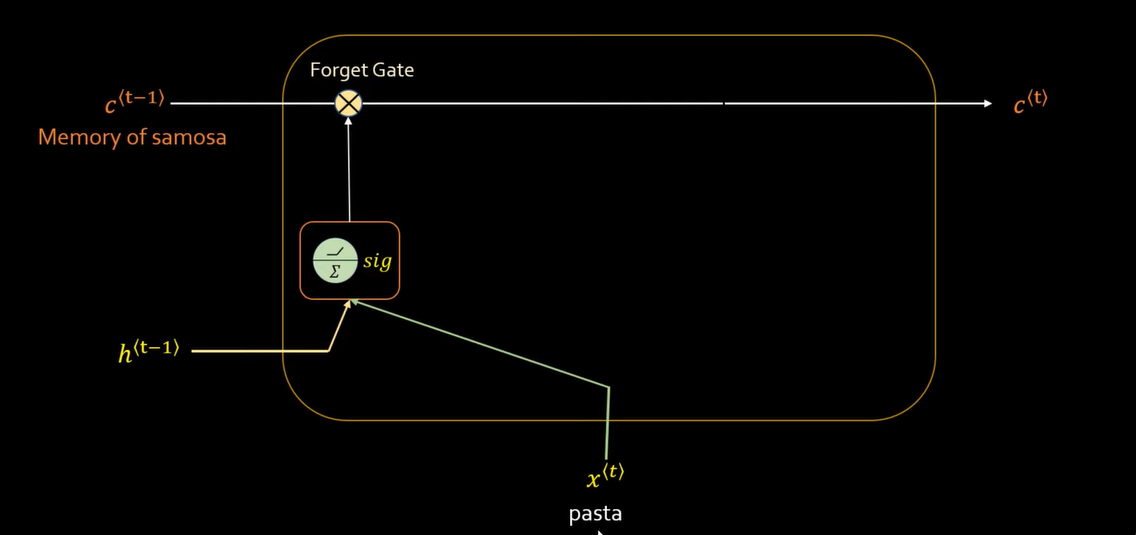 Forget Gate
c⟨t−1⟩
c⟨t⟩
Memory of samosa
Σ sig
h⟨t−1⟩
x⟨t⟩
pasta